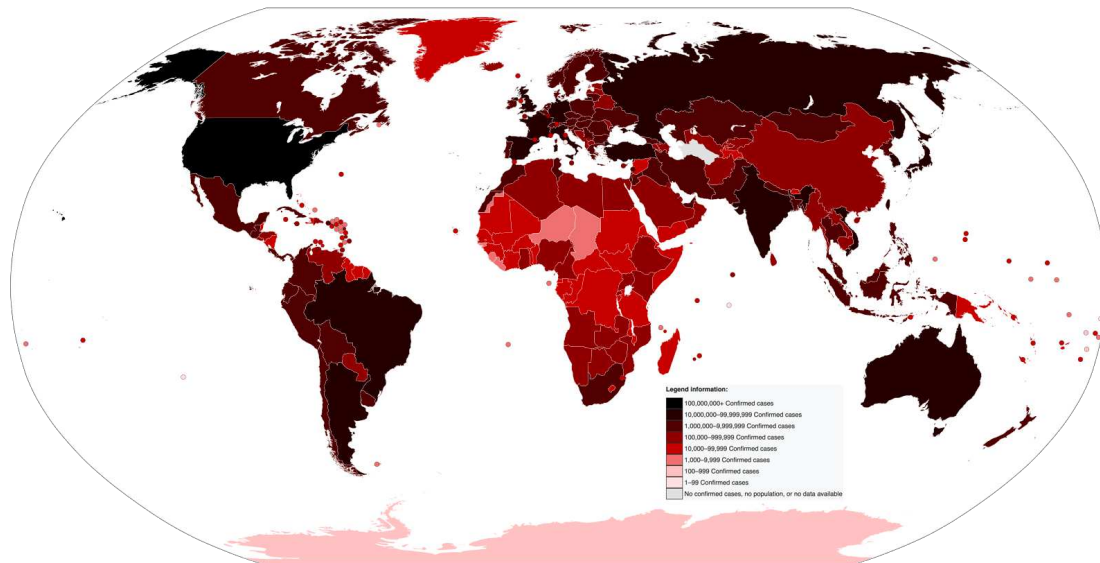 Legend information:
100,000,000+ Confirmed cases
10,000,000–99,999,999 Confirmed cases
1,000,000–9,999,999 Confirmed cases
100,000–999,999 Confirmed cases
10,000–99,999 Confirmed cases
1,000–9,999 Confirmed cases
100–999 Confirmed cases
1–99 Confirmed cases
No confirmed cases, no population, or no data available